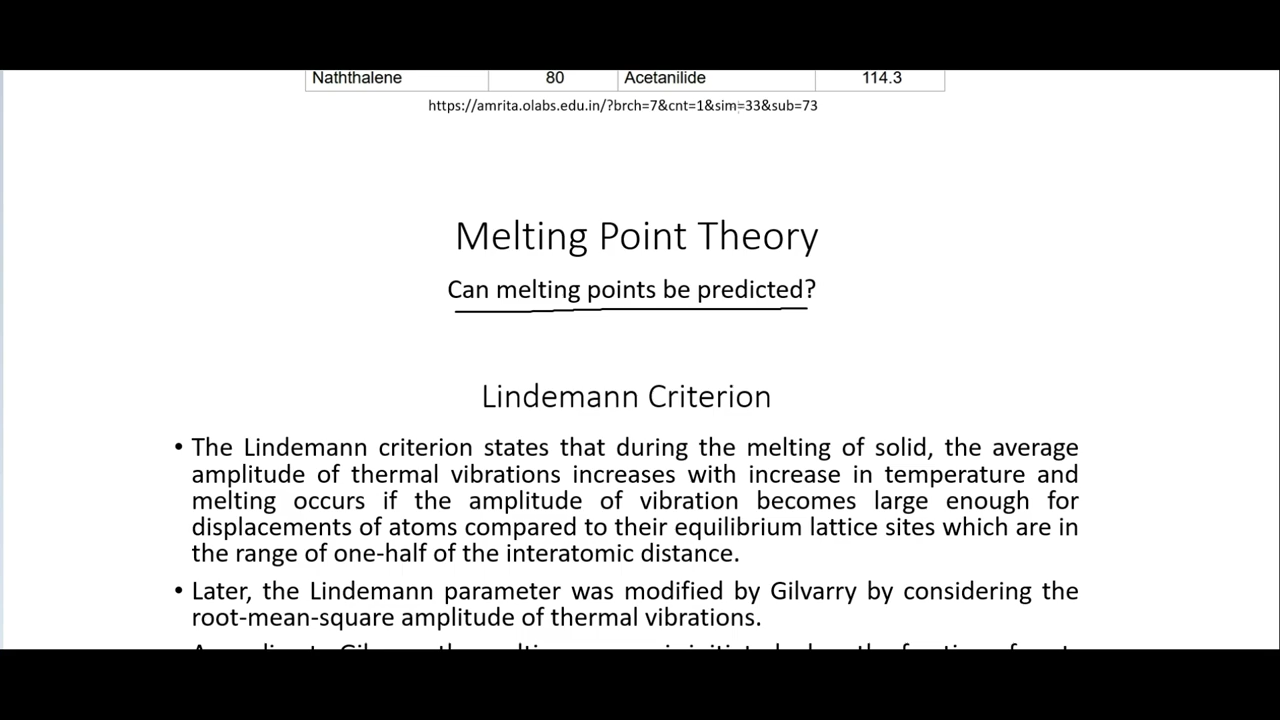 Naththalene 80 Acetanilide 114.3
https://amrita.olabs.edu.in/?brch=7&cnt=1&sim=33&sub=73
Melting Point Theory
Can melting points be predicted?
Lindemann Criterion
• The Lindemann criterion states that during the melting of solid, the average
amplitude of thermal vibrations increases with increase in temperature and
melting occurs if the amplitude of vibration becomes large enough for
displacements of atoms compared to their equilibrium lattice sites which are in
the range of one-half of the interatomic distance.
• Later, the Lindemann parameter was modified by Gilvarry by considering the
root-mean-square amplitude of thermal vibrations.